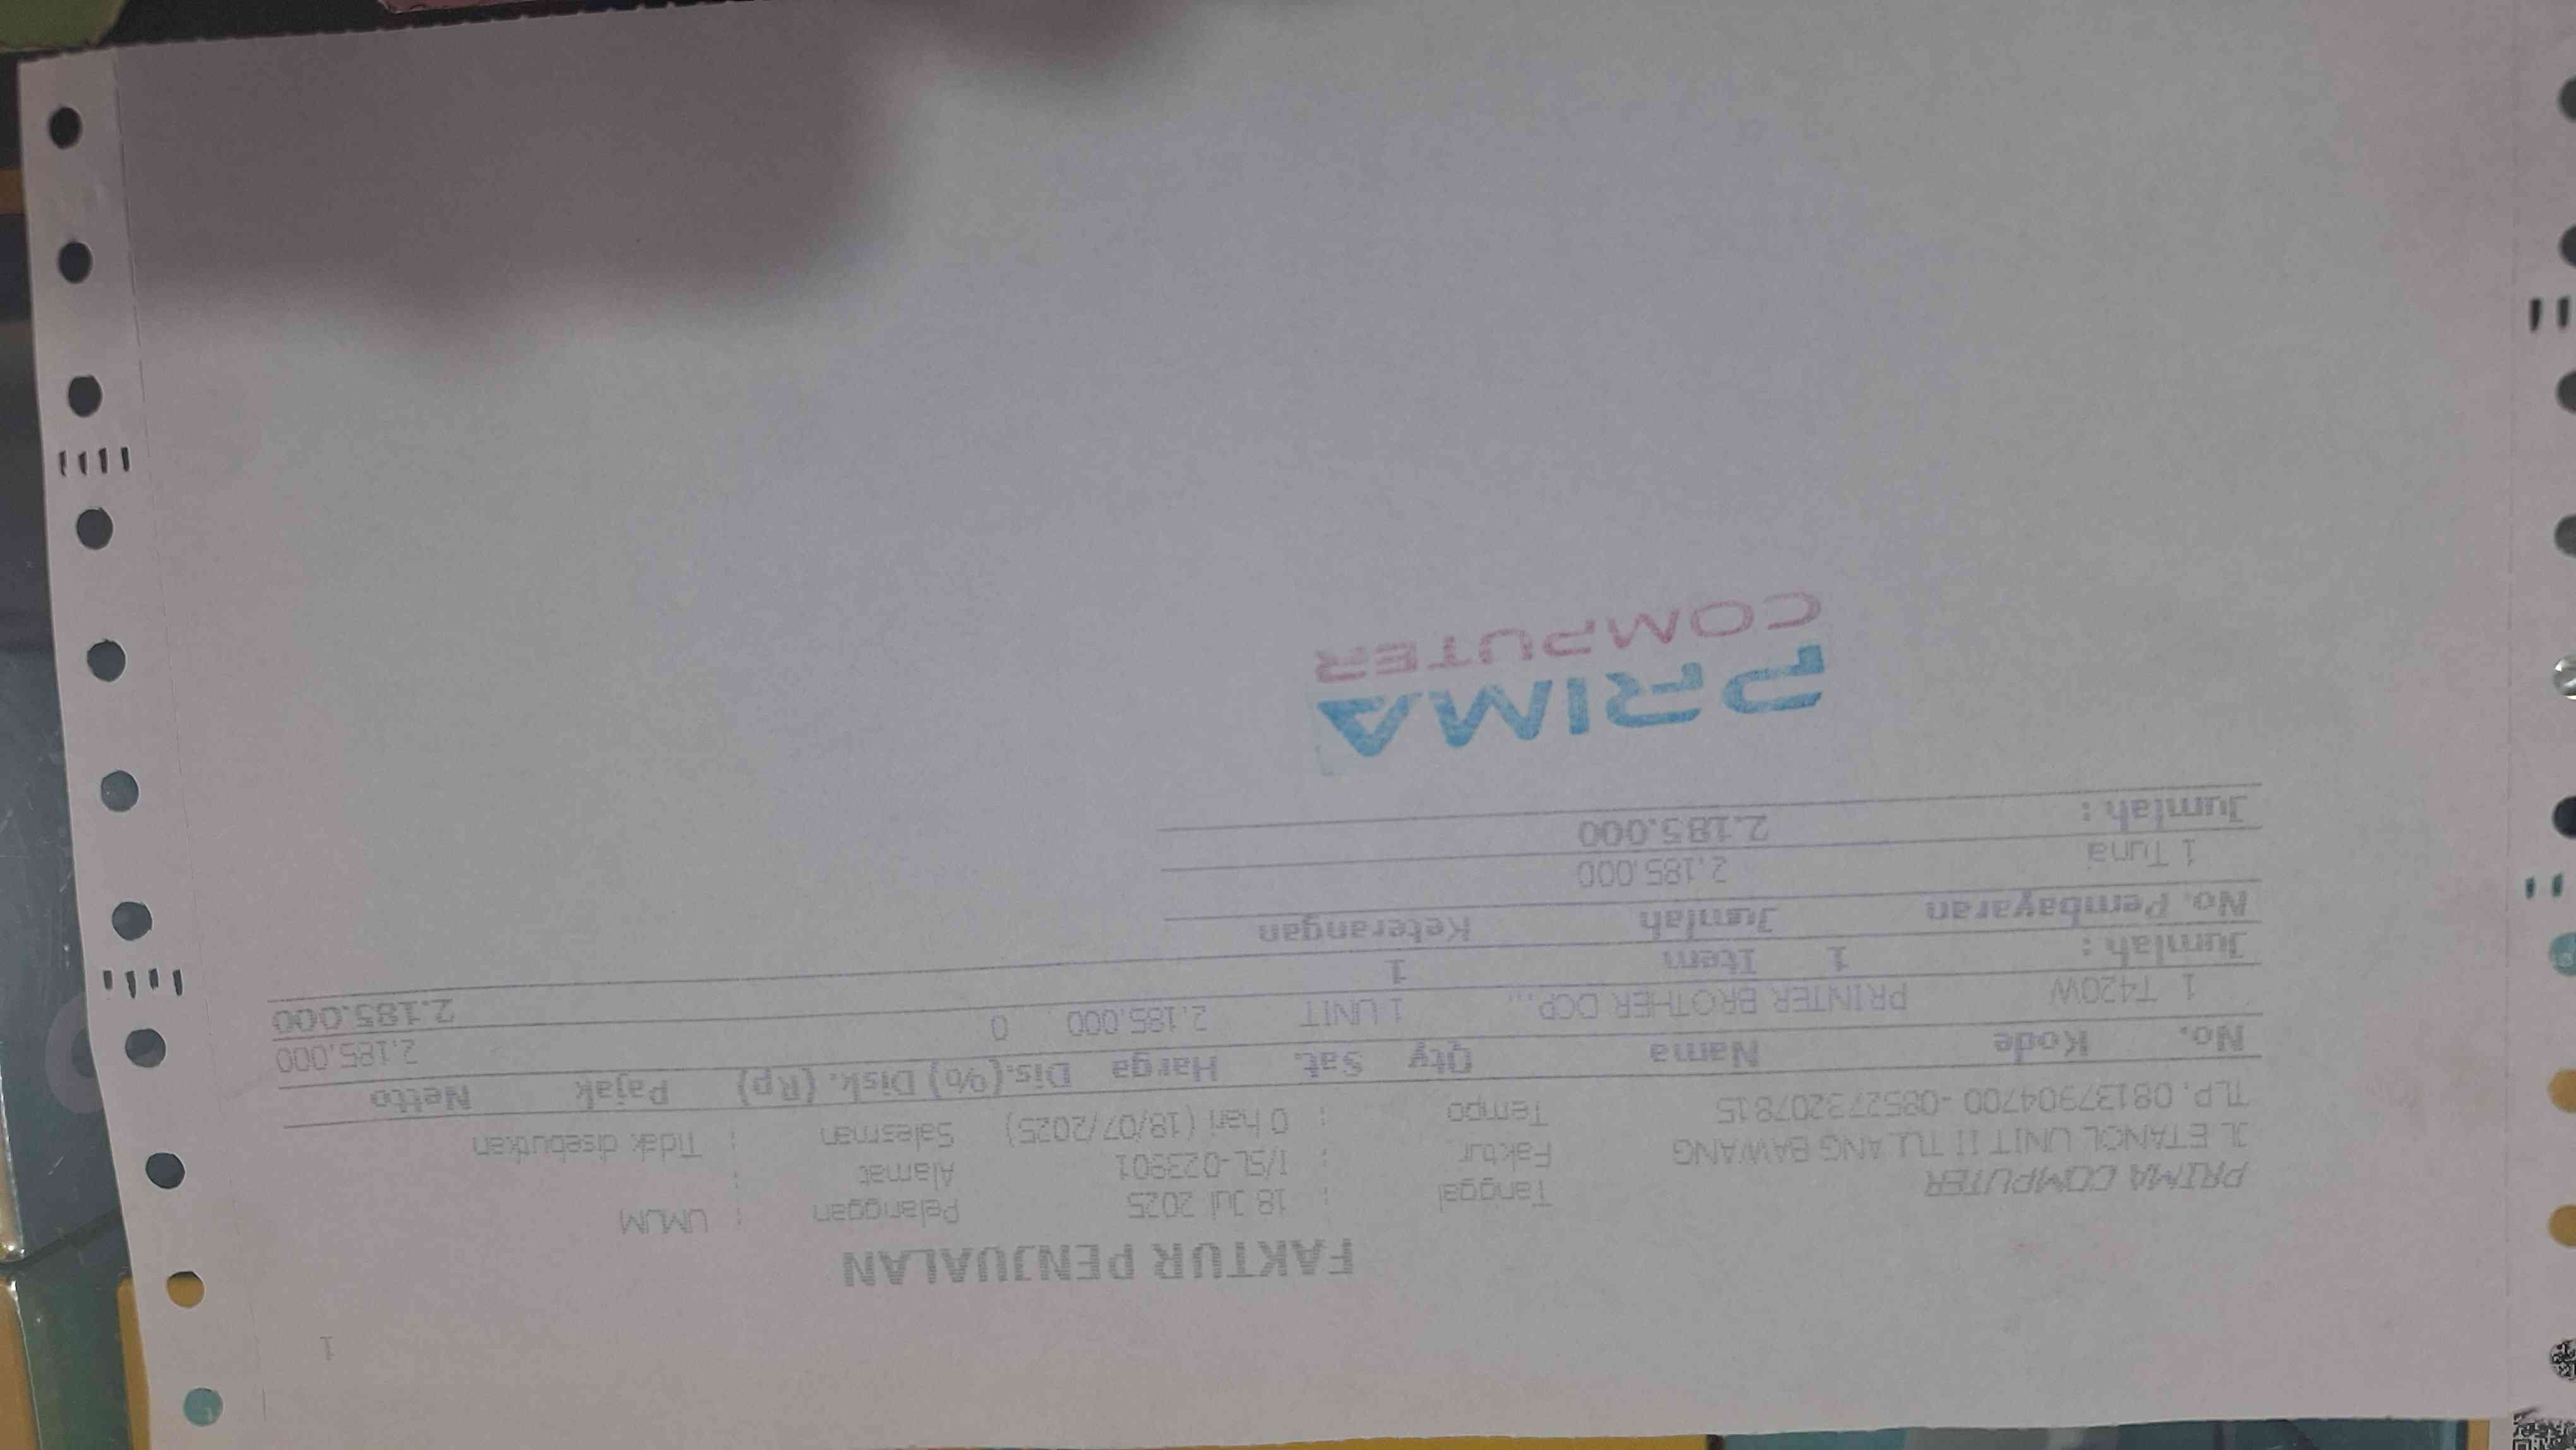 1
FAKTUR PENJUALAN
PRIMA COMPUTER Tanggal : 18 Jul 2025 Pelanggan : UMUM
JL ETANOL UNIT II TULANG BAWANG Faktur : I/SL-023901 Alamat :
TLP. 081379904700 -085273207815 Tempo : 0 hari (18/07/2025) Salesman : Tidak disebutkan
No. Kode Nama Qty Sat. Harga Dis.(%) Disk. (Rp) Pajak Netto
1 T420W PRINTER BROTHER DCP... 1 UNIT 2.185.000 0 2.185.000
Jumlah : 1 Item 1 2.185.000
No. Pembayaran Jumlah Keterangan
1 Tuna 2.185.000
Jumlah : 2.185.000
PRIMA
COMPUTER